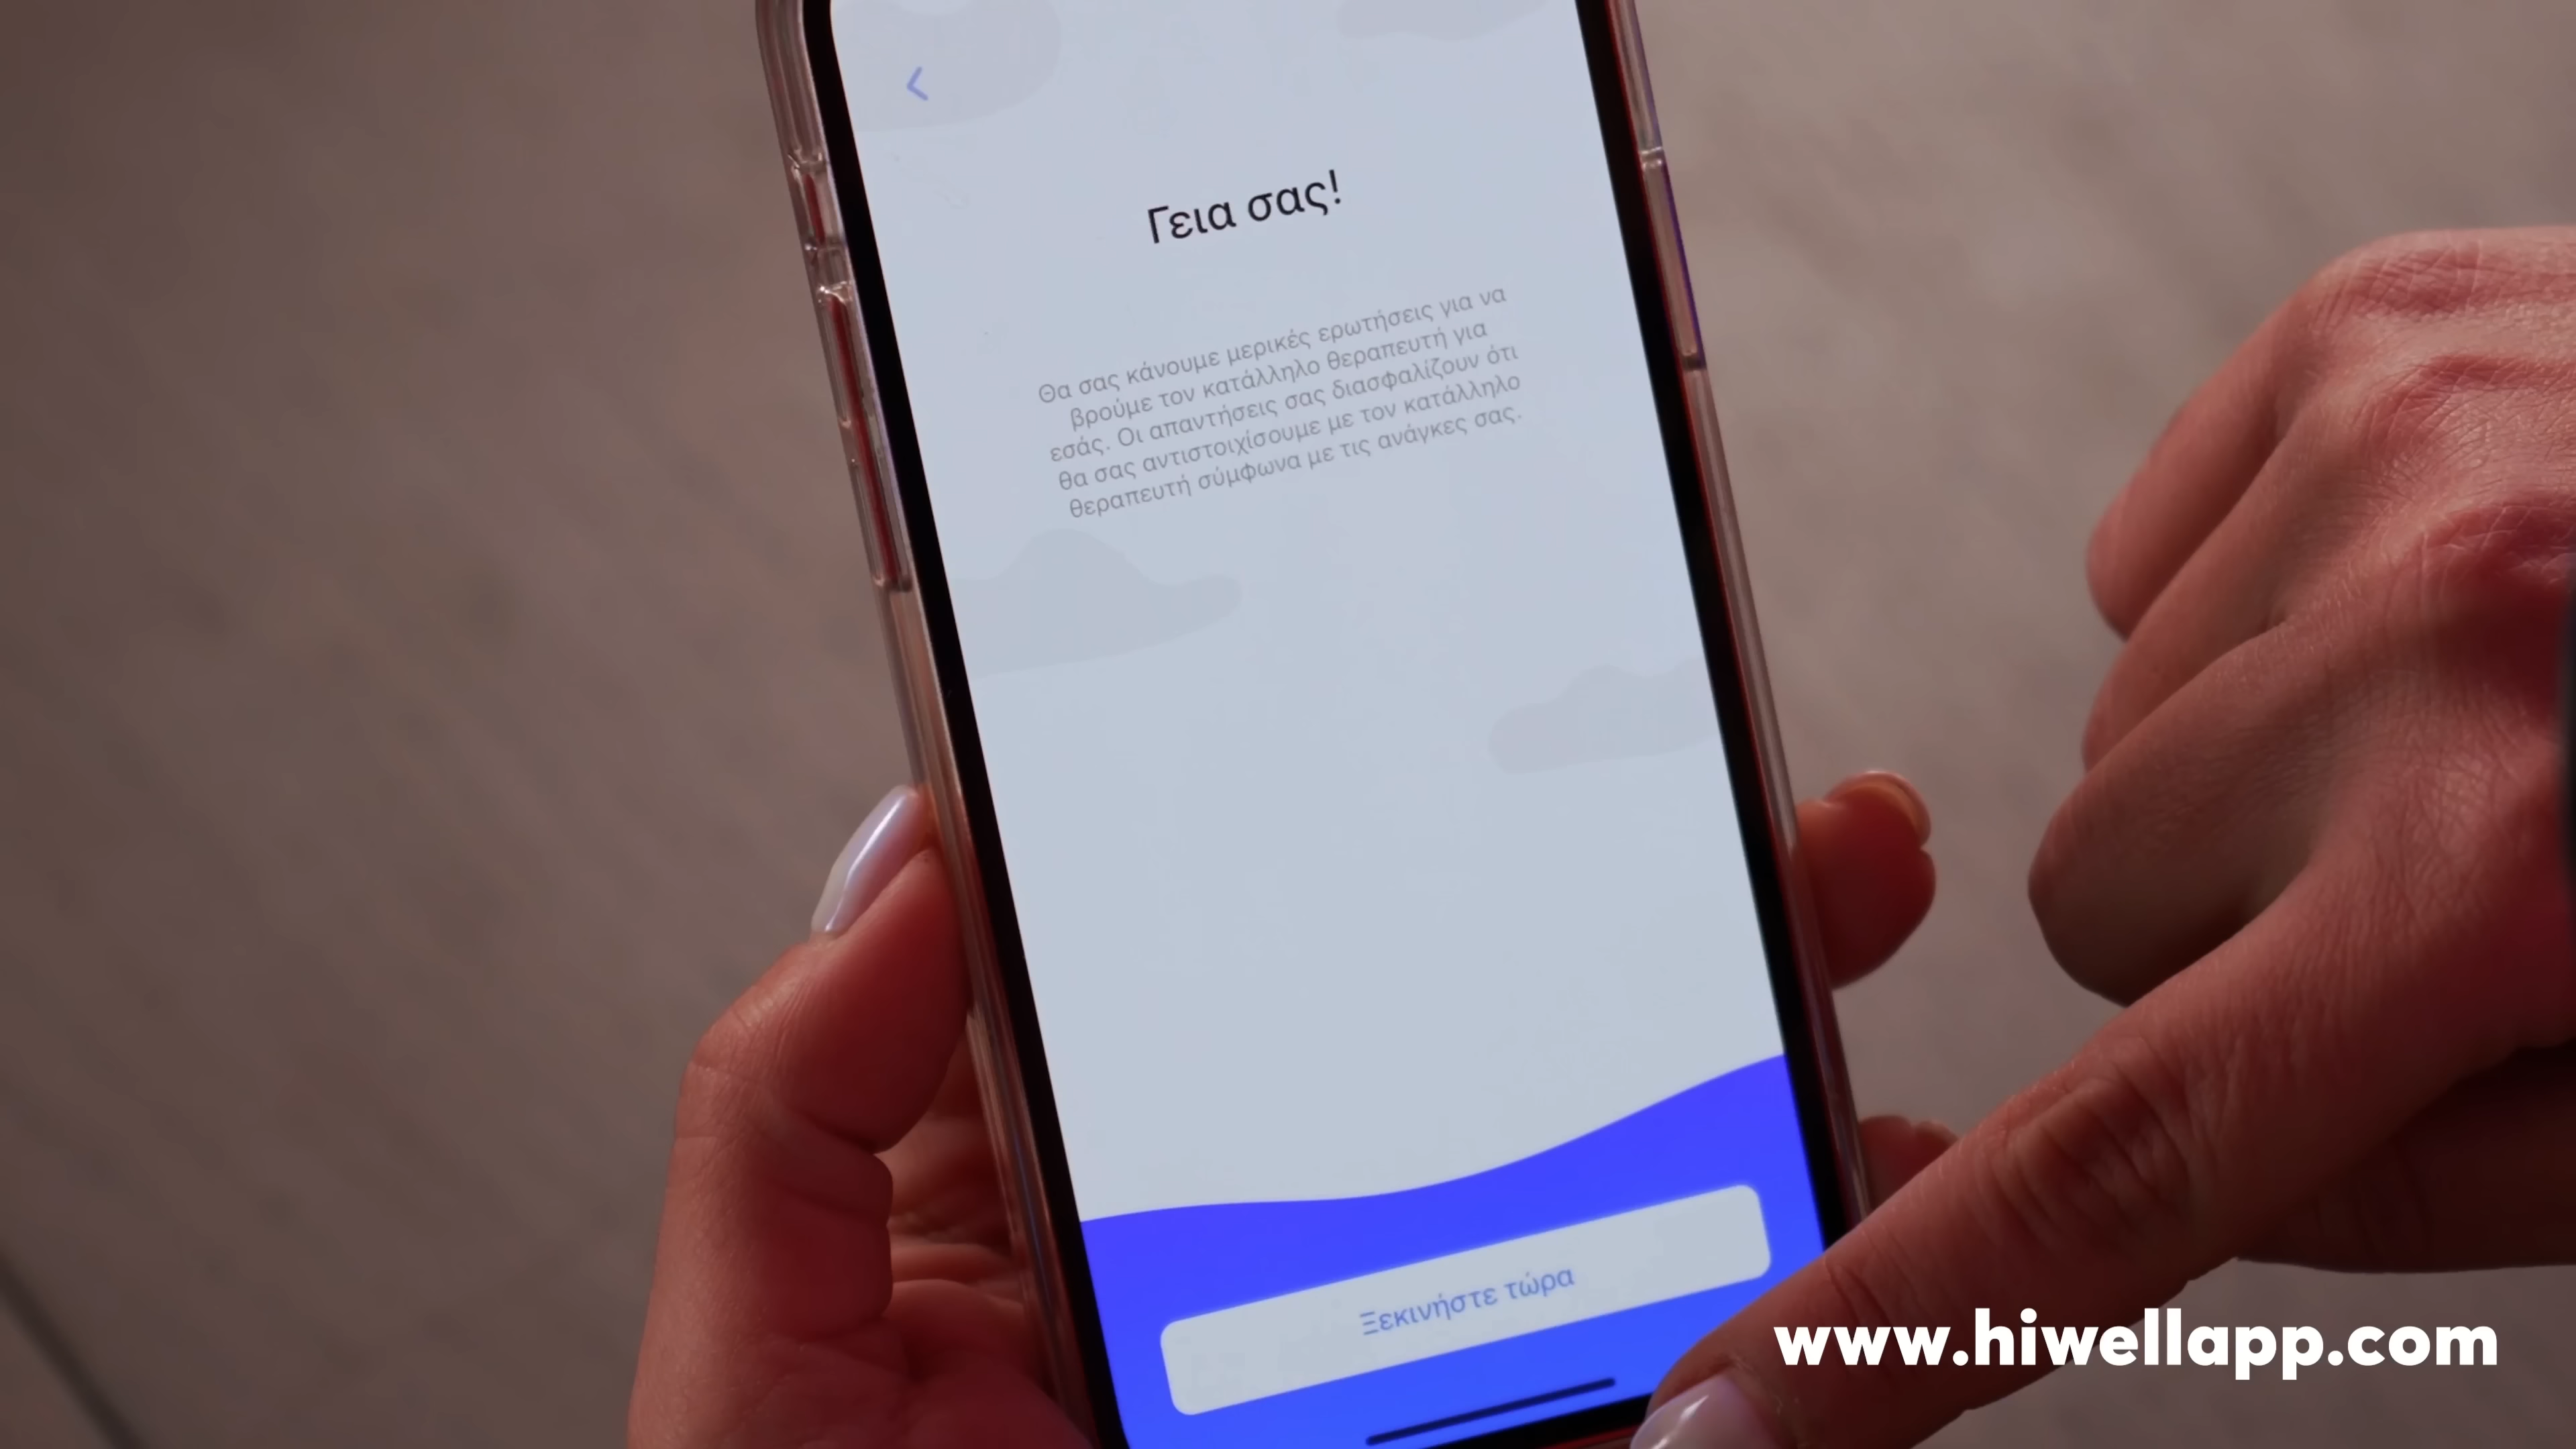 Γεια σας!
Θα σας κάνουμε μερικές ερωτήσεις για να
βρούμε τον κατάλληλο θεραπευτή για
εσάς. Οι απαντήσεις σας διασφαλίζουν ότι
θα σας αντιστοιχίσουμε με τον κατάλληλο
θεραπευτή σύμφωνα με τις ανάγκες σας.
Ξεκινήστε τώρα
www.hiwellapp.com